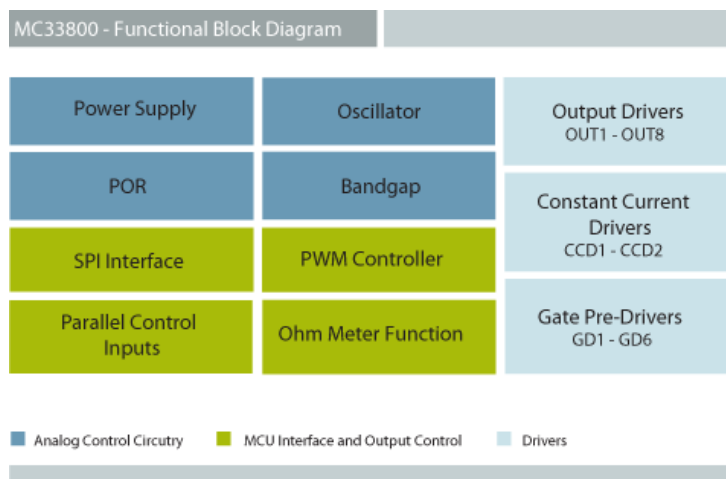 MC33800 - Functional Block Diagram
Power Supply
Oscillator
Output Drivers
OUT1 - OUT8
POR
Bandgap
Constant Current
Drivers
CCD1 - CCD2
SPI Interface
PWM Controller
Parallel Control
Inputs
Ohm Meter Function
Gate Pre-Drivers
GD1 - GD6
Analog Control Circutry
MCU Interface and Output Control
Drivers